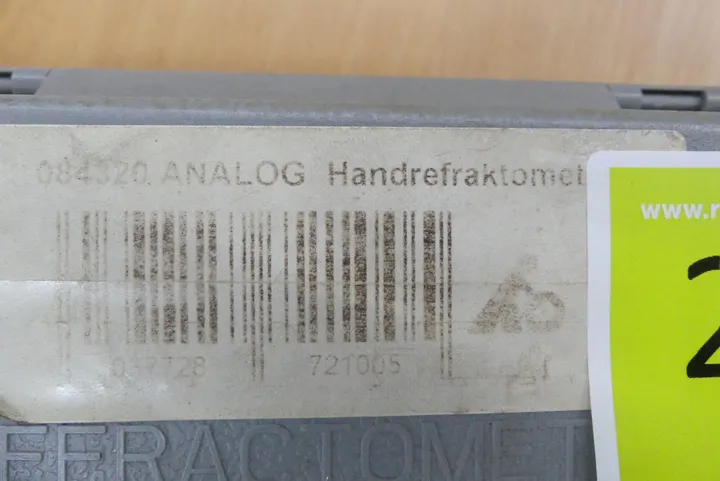 084320 ANALOG Handrefraktomet
www.r
2
721005
FRACTOMET